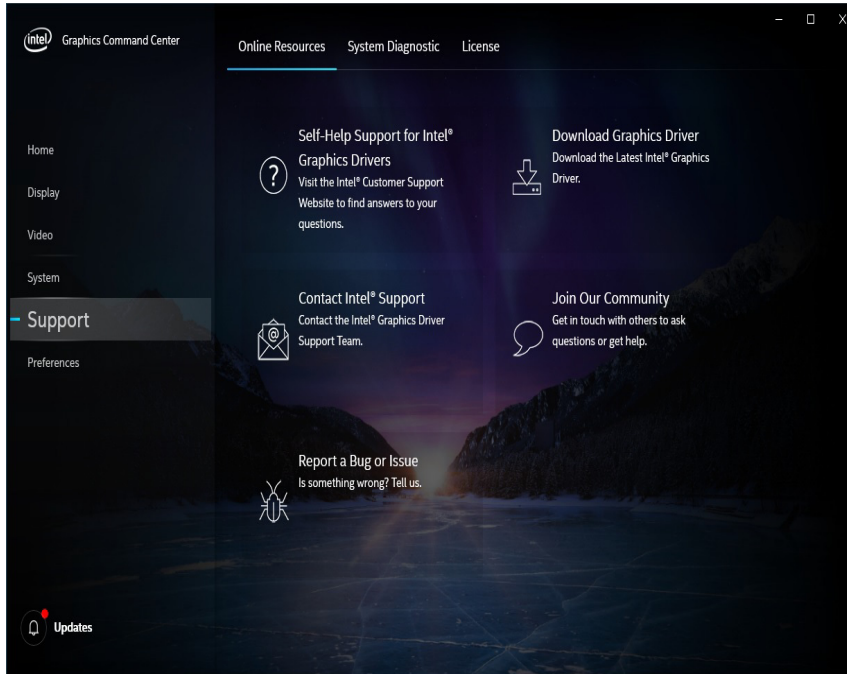 intel Graphics Command Center
Online Resources System Diagnostic License
Home
Display
Video
System
Support
Preferences
Updates
Self-Help Support for Intel®
Graphics Drivers
Visit the Intel® Customer Support
Website to find answers to your
questions.
Download Graphics Driver
Download the Latest Intel® Graphics
Driver.
Contact Intel® Support
Contact the Intel® Graphics Driver
Support Team.
Join Our Community
Get in touch with others to ask
questions or get help.
Report a Bug or Issue
Is something wrong? Tell us.